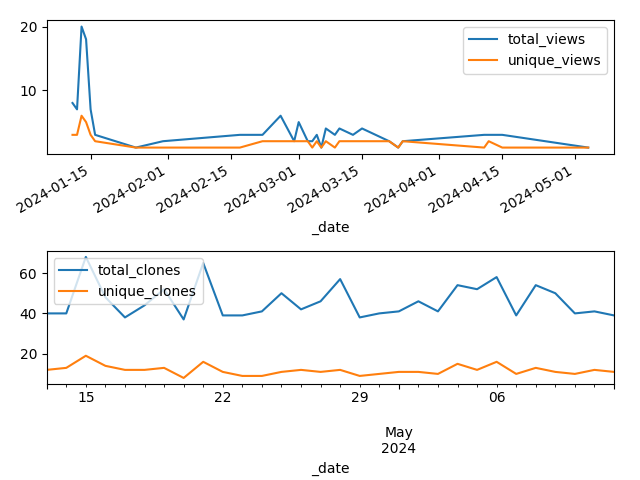 20
10
total_views
unique_views
2024-01-15
2024-02-01
2024-02-15
2024-03-01
2024-03-15
2024-04-01
2024-04-15
2024-05-01
_date
60
40
20
total_clones
unique_clones
15
22
29
06
May
2024
_date